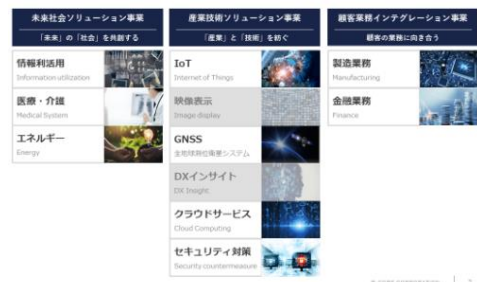 未来社会ソリューション事業
「未来」の「社会」を共創する
情報利活用
Information utilization
医療・介護
Medical System
エネルギー
Energy
産業技術ソリューション事業
「産業」と「技術」を紡ぐ
IoT
Internet of Things
映像表示
Image display
GNSS
全地球測位衛星システム
DXインサイト
DX Insight
クラウドサービス
Cloud Computing
セキュリティ対策
Security countermeasure
顧客業務インテグレーション事業
顧客の業務に向き合う
製造業務
Manufacturing
金融業務
Finance